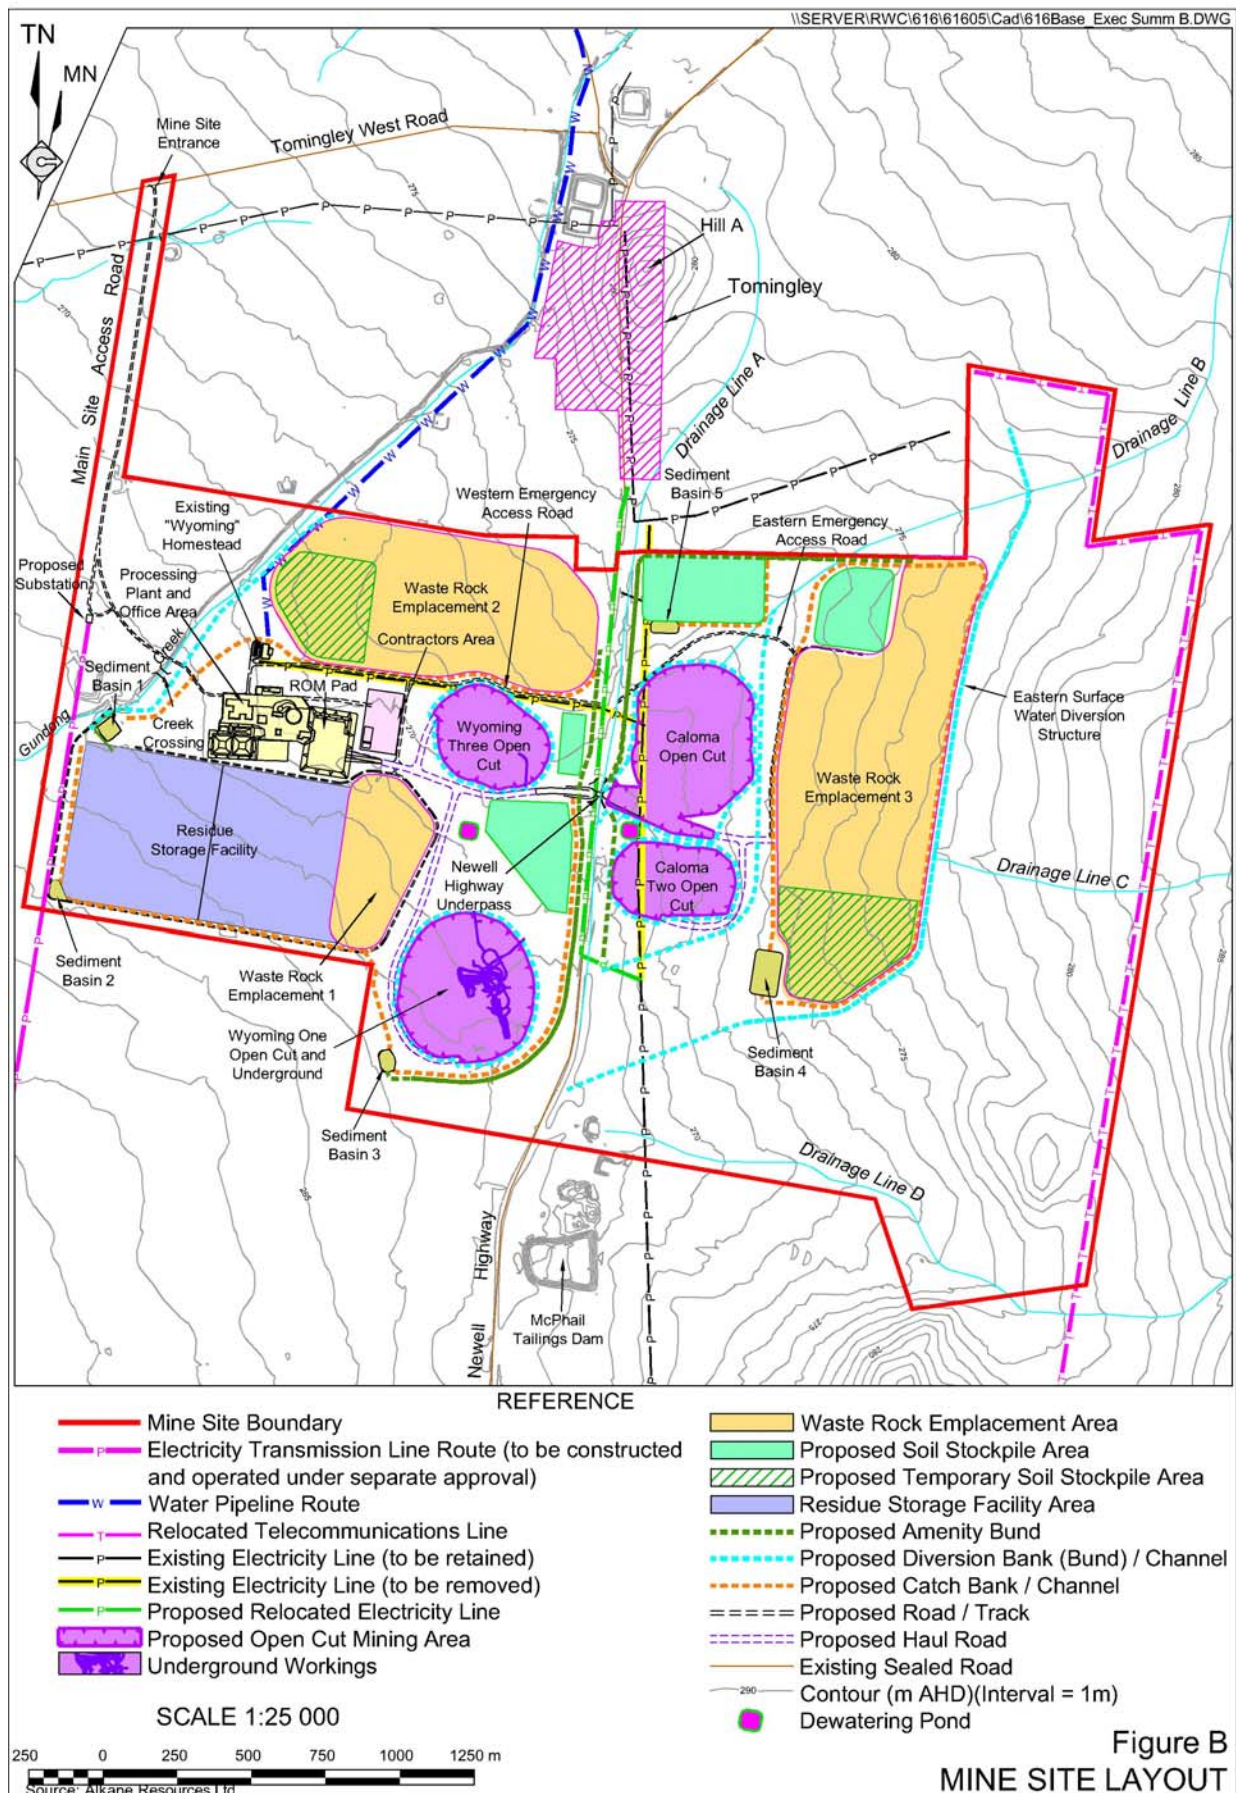 \\SERVER\RWC\616\61605\Cad\616Base_Exec Summ B.DWG
TN
MN
Mine Site
Entrance
Tomingley West Road
Hill A
Tomingley
Main Site Access Road
Drainage Line A
Drainage Line B
Sediment
Basin 5
Western Emergency
Access Road
Eastern Emergency
Access Road
Existing
"Wyoming"
Homestead
Proposed
Substation
Processing
Plant and
Office Area
Waste Rock
Emplacement 2
Contractors Area
Creek
Sediment
Basin 1
ROM Pad
Gundong
Creek
Crossing
Wyoming
Three Open
Cut
Caloma
Open Cut
Eastern Surface
Water Diversion
Structure
Waste Rock
Emplacement 3
Residue
Storage Facility
Newell
Highway
Underpass
Caloma
Two Open
Cut
Drainage Line C
Sediment
Basin 2
Waste Rock
Emplacement 1
Wyoming One
Open Cut and
Underground
Sediment
Basin 4
Sediment
Basin 3
Drainage Line D
Newell Highway
McPhail
Tailings Dam
275
270
280
285
265
REFERENCE
Mine Site Boundary
P
Electricity Transmission Line Route (to be constructed
and operated under separate approval)
W
Water Pipeline Route
T
Relocated Telecommunications Line
P
Existing Electricity Line (to be retained)
P
Existing Electricity Line (to be removed)
P
Proposed Relocated Electricity Line
Proposed Open Cut Mining Area
Underground Workings
Waste Rock Emplacement Area
Proposed Soil Stockpile Area
Proposed Temporary Soil Stockpile Area
Residue Storage Facility Area
Proposed Amenity Bund
Proposed Diversion Bank (Bund) / Channel
Proposed Catch Bank / Channel
Proposed Road / Track
Proposed Haul Road
Existing Sealed Road
290
Contour (m AHD)(Interval = 1m)
Dewatering Pond
SCALE 1:25 000
250 0 250 500 750 1000 1250 m
Source: Alkane Resources Ltd
Figure B
MINE SITE LAYOUT